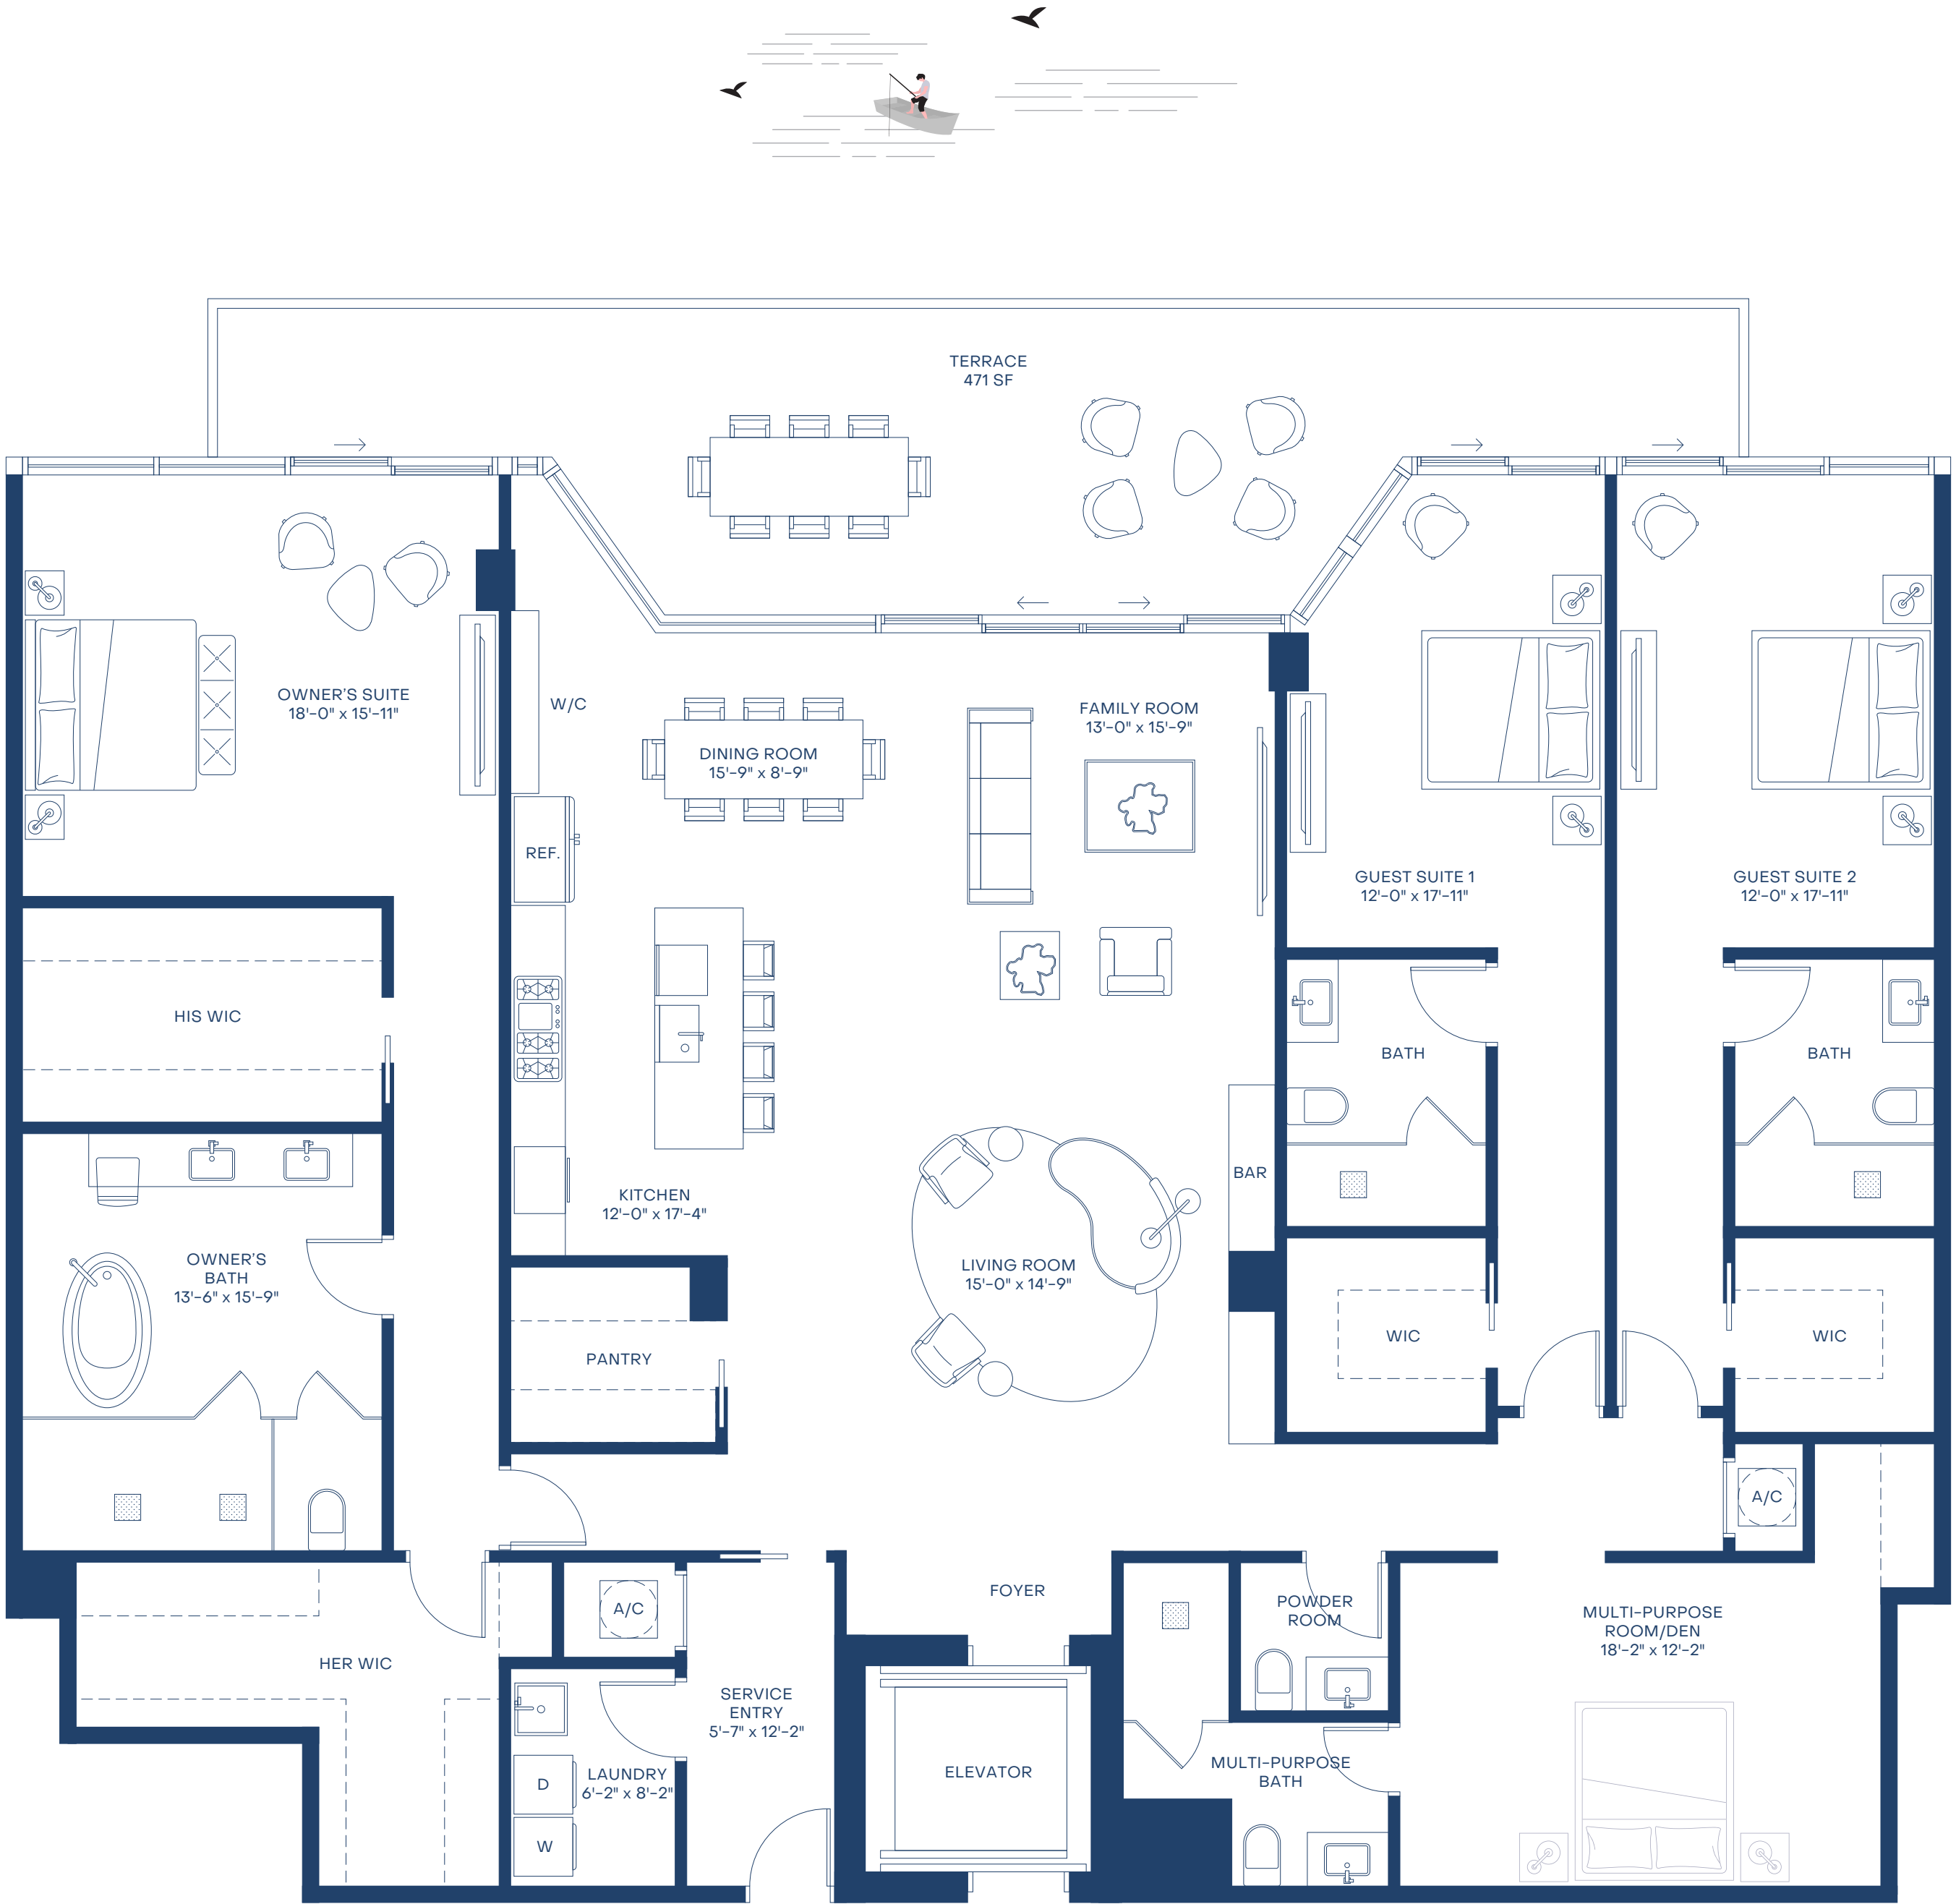 TERRACE
471 SF
OWNER'S SUITE
18'-0" x 15'-11"
W/C
DINING ROOM
15'-9" x 8'-9"
FAMILY ROOM
13'-0" x 15'-9"
REF.
GUEST SUITE 1
12'-0" x 17'-11"
GUEST SUITE 2
12'-0" x 17'-11"
HIS WIC
BATH
BATH
BAR
KITCHEN
12'-0" x 17'-4"
OWNER'S
BATH
13'-6" x 15'-9"
LIVING ROOM
15'-0" x 14'-9"
PANTRY
WIC
WIC
A/C
FOYER
A/C
POWDER
ROOM
MULTI-PURPOSE
ROOM/DEN
18'-2" x 12'-2"
HER WIC
SERVICE
ENTRY
5'-7" x 12'-2"
ELEVATOR
MULTI-PURPOSE
BATH
LAUNDRY
6'-2" x 8'-2"
D
W